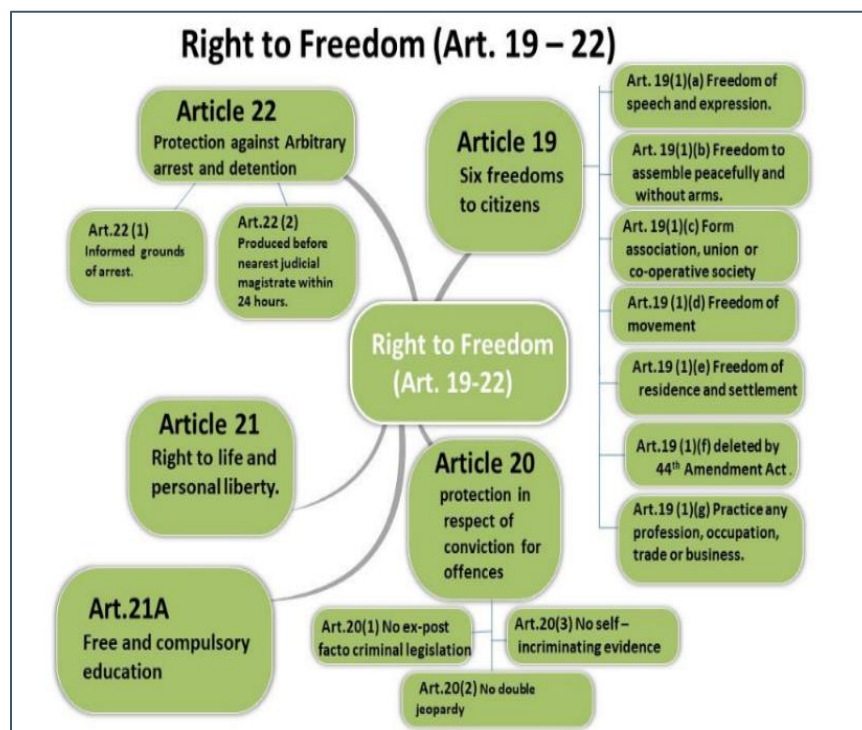 Right to Freedom (Art. 19 – 22)
Article 22
Protection against Arbitrary
arrest and detention
Art.22 (1)
Informed grounds
of arrest.
Art.22 (2)
Produced before
nearest judicial
magistrate within
24 hours.
Article 19
Six freedoms
to citizens
Art. 19(1)(a) Freedom of
speech and expression.
Art. 19(1)(b) Freedom to
assemble peacefully and
without arms.
Art. 19(1)(c) Form
association, union or
co-operative society
Art.19 (1)(d) Freedom of
movement
Art.19 (1)(e) Freedom of
residence and settlement
Art.19 (1)(f) deleted by
44th Amendment Act .
Art.19 (1)(g) Practice any
profession, occupation,
trade or business.
Right to Freedom
(Art. 19-22)
Article 21
Right to life and
personal liberty.
Article 20
protection in
respect of
conviction for
offences
Art.21A
Free and compulsory
education
Art.20(1) No ex-post
facto criminal legislation
Art.20(3) No self –
incriminating evidence
Art.20(2) No double
jeopardy